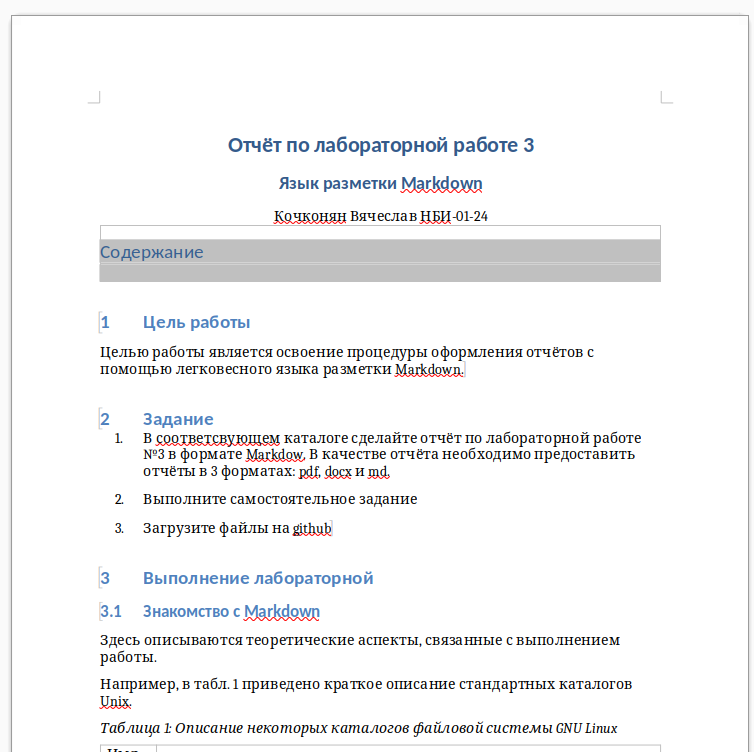 Отчёт по лабораторной работе 3
Язык разметки Markdown
Кочконян Вячеслав НБИ-01-24
Содержание
1 Цель работы
Целью работы является освоение процедуры оформления отчётов с
помощью легковесного языка разметки Markdown.
2 Задание
1. В соответсвующем каталоге сделайте отчёт по лабораторной работе
№3 в формате Markdow. В качестве отчёта необходимо предоставить
отчёты в 3 форматах: pdf, docx и md.
2. Выполните самостоятельное задание
3. Загрузите файлы на github
3 Выполнение лабораторной
3.1 Знакомство с Markdown
Здесь описываются теоретические аспекты, связанные с выполнением
работы.
Например, в табл. 1 приведено краткое описание стандартных каталогов
Unix.
Таблица 1: Описание некоторых каталогов файловой системы GNU Linux